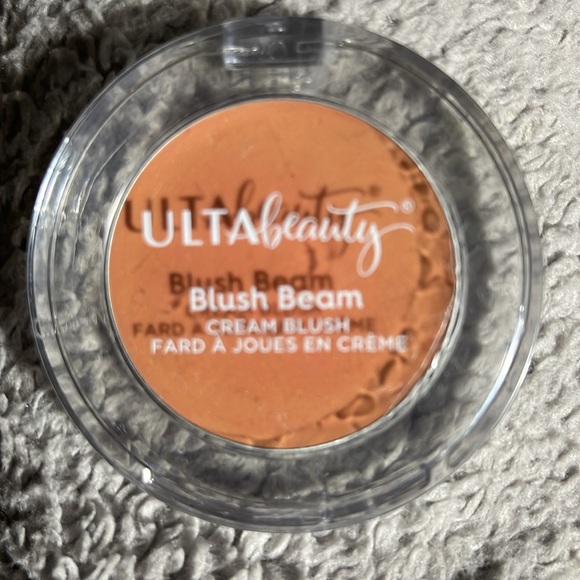 ULTAbeauty®
Blush Beam
CREAM BLUSH
FARD À JOUES EN CRÈME